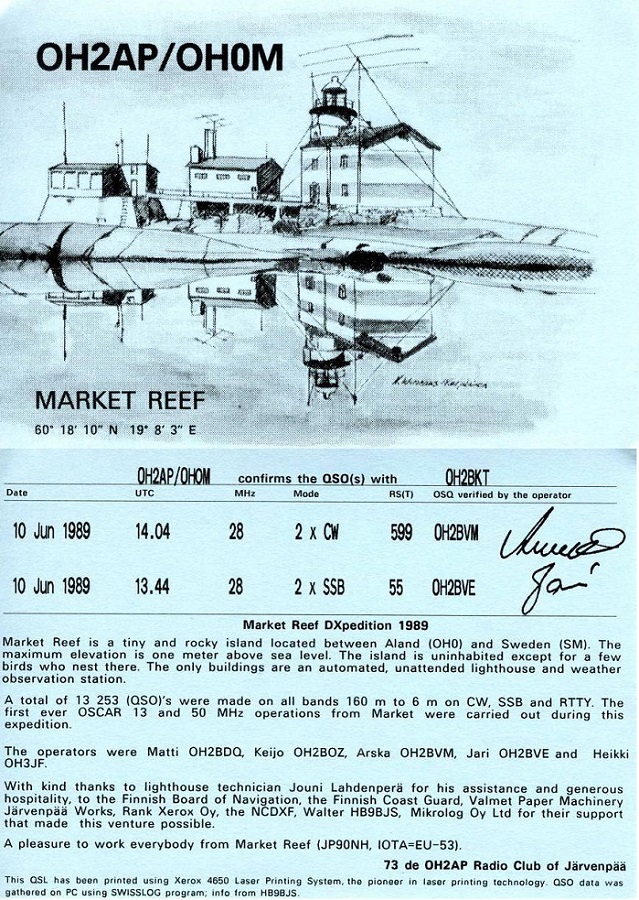 OH2AP/OH0M
MARKET REEF
60° 18' 10" N 19° 8' 3" E
OH2AP/OH0M confirms the QSO(s) with OH2BKT
Date UTC MHz Mode RS(T) OSQ verified by the operator
10 Jun 1989 14.04 28 2 x CW 599 OH2BVM
10 Jun 1989 13.44 28 2 x SSB 55 OH2BVE Jari
Market Reef DXpedition 1989
Market Reef is a tiny and rocky island located between Aland (OH0) and Sweden (SM). The
maximum elevation is one meter above sea level. The island is uninhabited except for a few
birds who nest there. The only buildings are an automated, unattended lighthouse and weather
observation station.
A total of 13 253 (QSO)'s were made on all bands 160 m to 6 m on CW, SSB and RTTY. The
first ever OSCAR 13 and 50 MHz operations from Market were carried out during this
expedition.
The operators were Matti OH2BDQ, Keijo OH2BOZ, Arska OH2BVM, Jari OH2BVE and Heikki
OH3JF.
With kind thanks to lighthouse technician Jouni Lahdenperä for his assistance and generous
hospitality, to the Finnish Board of Navigation, the Finnish Coast Guard, Valmet Paper Machinery
Järvenpää Works, Rank Xerox Oy, the NCDXF, Walter HB9BJS, Mikrolog Oy Ltd for their support
that made this venture possible.
A pleasure to work everybody from Market Reef (JP90NH, IOTA=EU-53).
73 de OH2AP Radio Club of Järvenpää
This QSL has been printed using Xerox 4650 Laser Printing System, the pioneer in laser printing technology. QSO data was
gathered on PC using SWISSLOG program; info from HB9BJS.